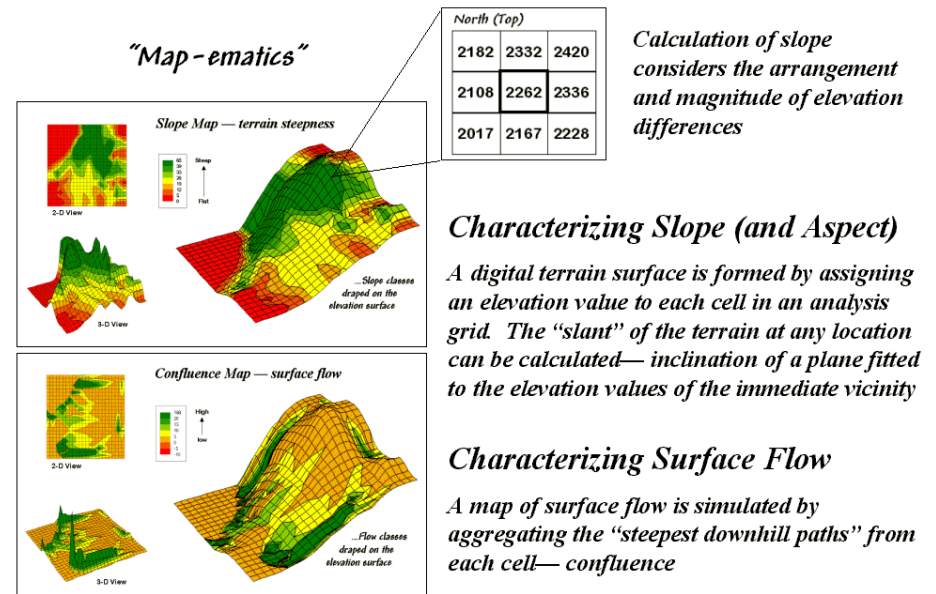 "Map-ematics"
North (Top)
2182 2332 2420
2108 2262 2336
2017 2167 2228
Calculation of slope
considers the arrangement
and magnitude of elevation
differences
Slope Map — terrain steepness
Steep
Flat
2-D View
3-D View
...Slope classes
draped on the
elevation surface
Characterizing Slope (and Aspect)
A digital terrain surface is formed by assigning
an elevation value to each cell in an analysis
grid. The "slant" of the terrain at any location
can be calculated— inclination of a plane fitted
to the elevation values of the immediate vicinity
Confluence Map — surface flow
High
low
2-D View
3-D View
...Flow classes
draped on the
elevation surface
Characterizing Surface Flow
A map of surface flow is simulated by
aggregating the "steepest downhill paths" from
each cell— confluence